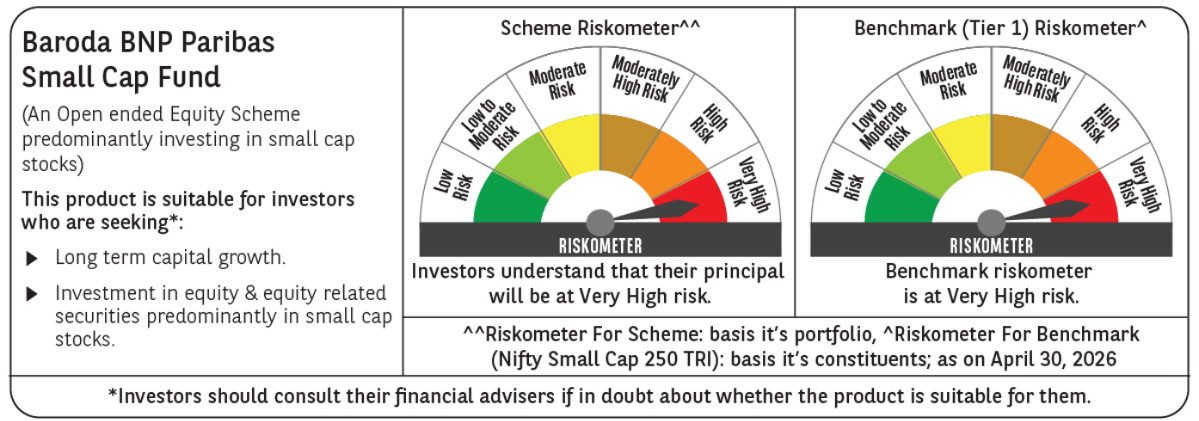 Baroda BNP Paribas
Small Cap Fund
(An Open ended Equity Scheme
predominantly investing in small cap
stocks)
This product is suitable for investors
who are seeking*:
▶ Long term capital growth.
▶ Investment in equity & equity related
securities predominantly in small cap
stocks.
Scheme Riskometer^^
Low
Risk
Low to
Moderate
Risk
Moderate
Risk
Moderately
High Risk
High
Risk
Very High
Risk
RISKOMETER
Investors understand that their principal
will be at Very High risk.
Benchmark (Tier 1) Riskometer^
Low
Risk
Low to
Moderate
Risk
Moderate
Risk
Moderately
High Risk
High
Risk
Very High
Risk
RISKOMETER
Benchmark riskometer
is at Very High risk.
^^Riskometer For Scheme: basis it's portfolio, ^Riskometer For Benchmark
(Nifty Small Cap 250 TRI): basis it's constituents; as on April 30, 2026
*Investors should consult their financial advisers if in doubt about whether the product is suitable for them.